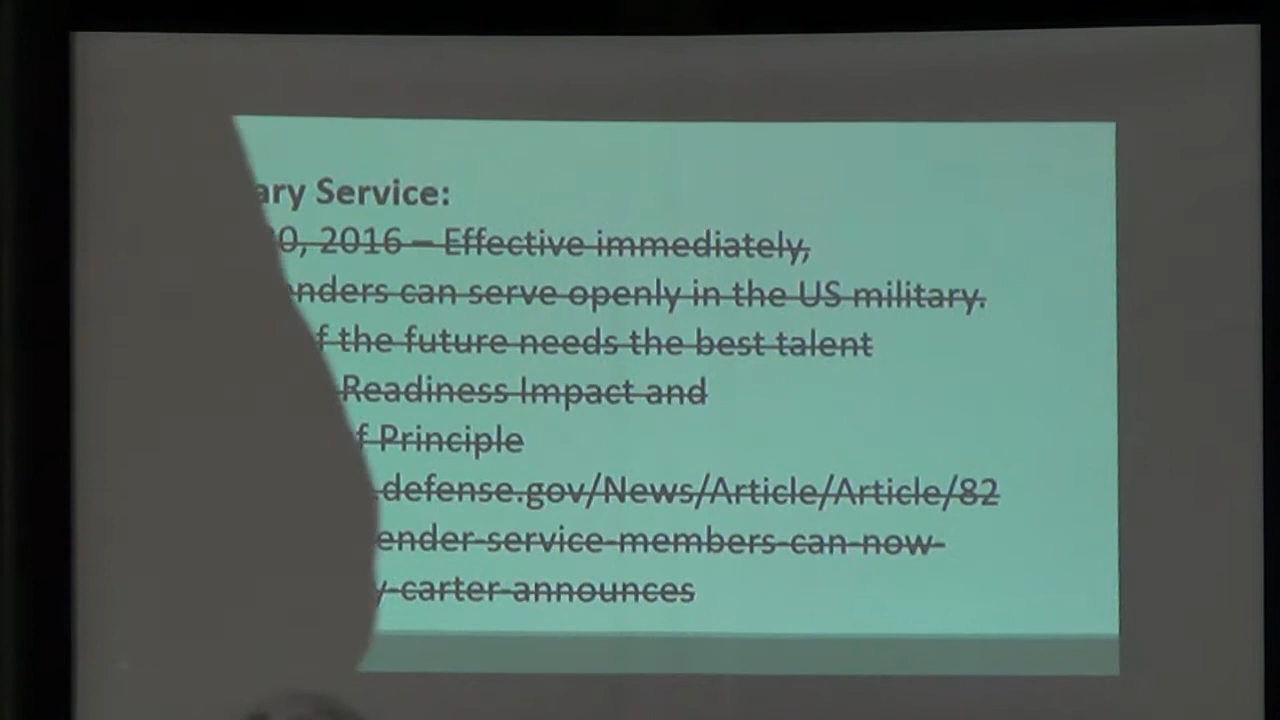 ary Service:
0, 2016 – Effective immediately,
nders can serve openly in the US military.
f the future needs the best talent
Readiness Impact and
f Principle
.defense.gov/News/Article/Article/82
ender-service-members-can-now-
y-carter-announces